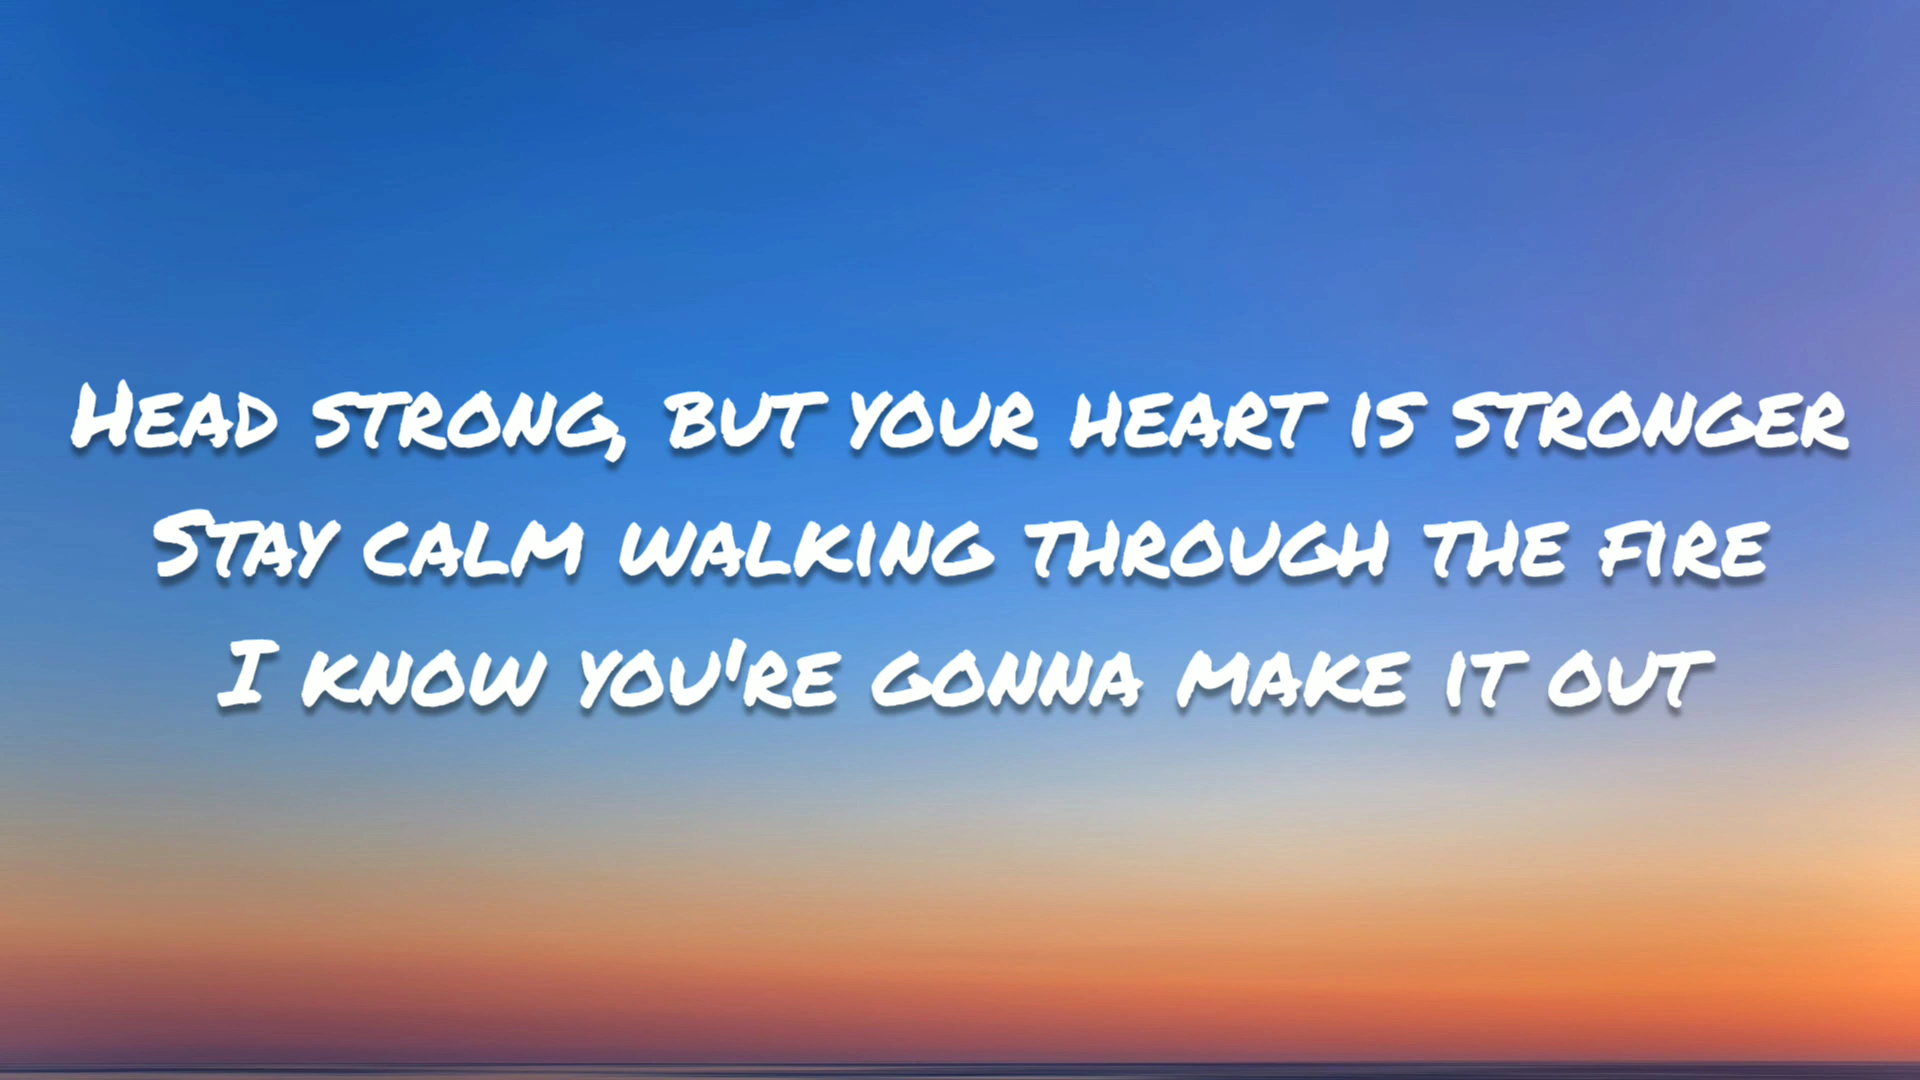 Head strong, but your heart is stronger
Stay calm walking through the fire
I know you're gonna make it out